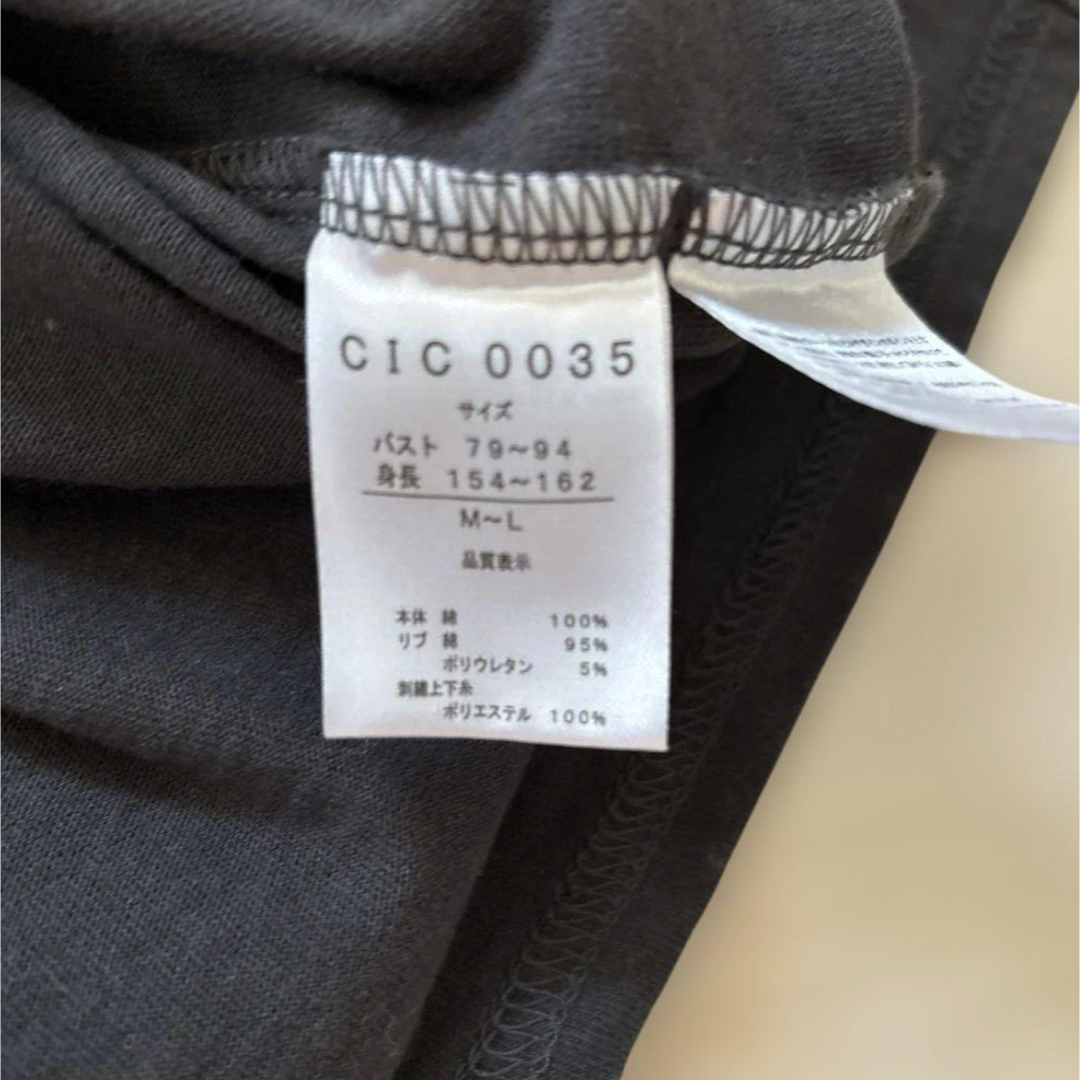 CIC 0035
サイズ
バスト 79～94
身長 154～162
M～L
品質表示
本体 綿 100%
リブ 綿 95%
ポリウレタン 5%
刺繍上下糸
ポリエステル 100%